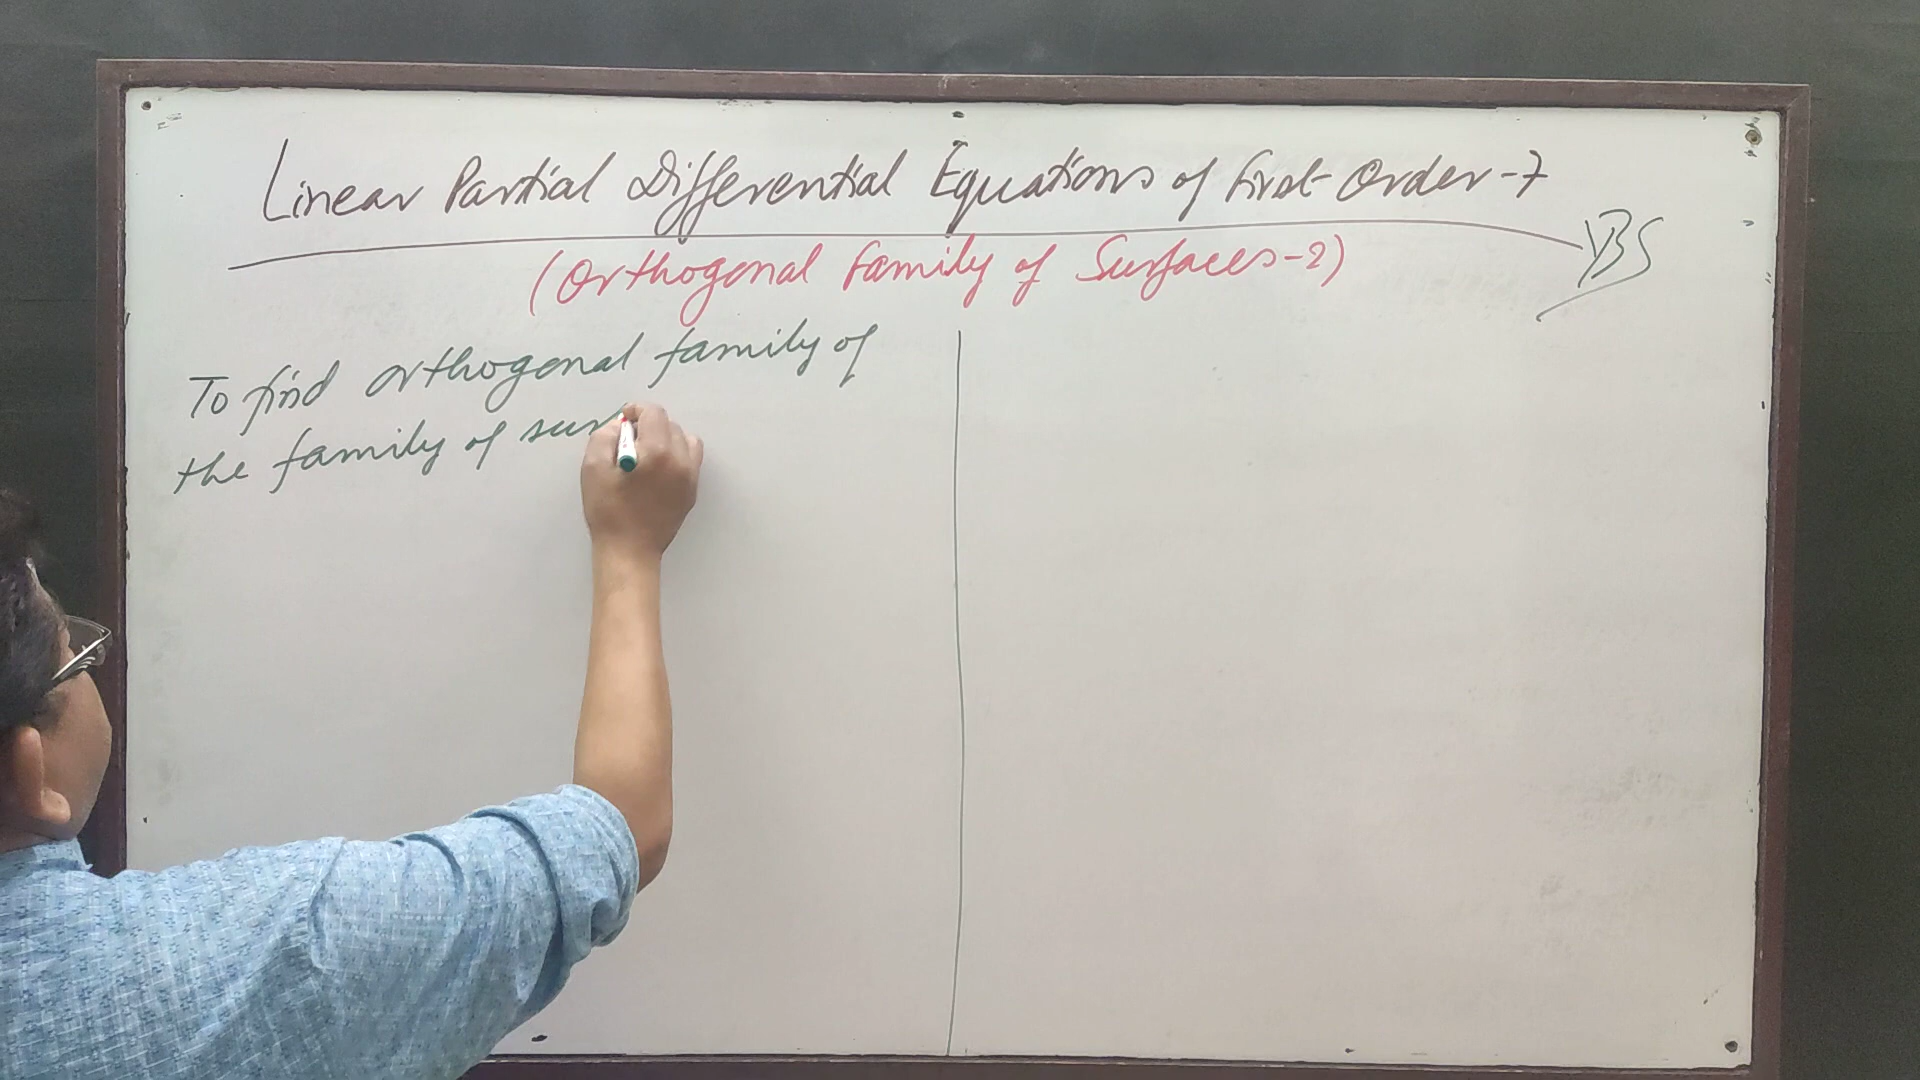 Linear Partial Differential Equations of First Order-7
(Orthogonal Family of Surfaces-2)
YBS
To find orthogonal family of
the family of sur